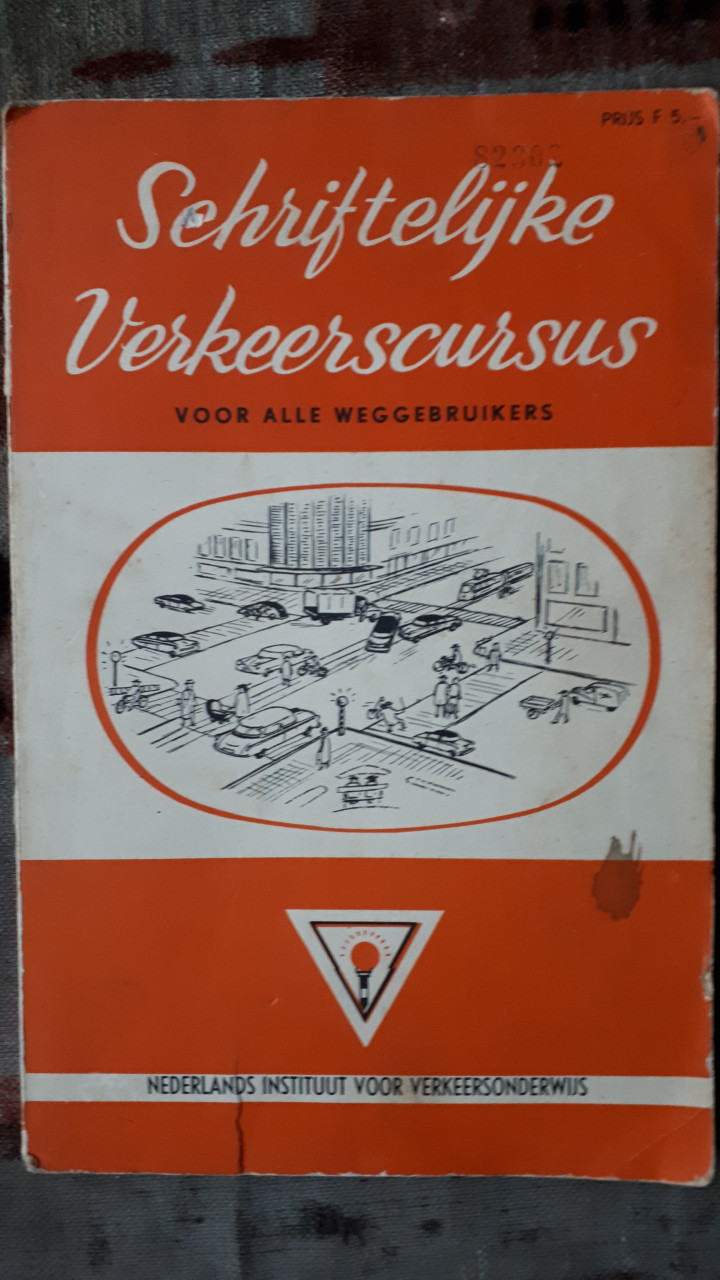 PRIJS F 5,–
Schriftelijke
Verkeerscursus
VOOR ALLE WEGGEBRUIKERS
NEDERLANDS INSTITUUT VOOR VERKEERSONDERWIJS